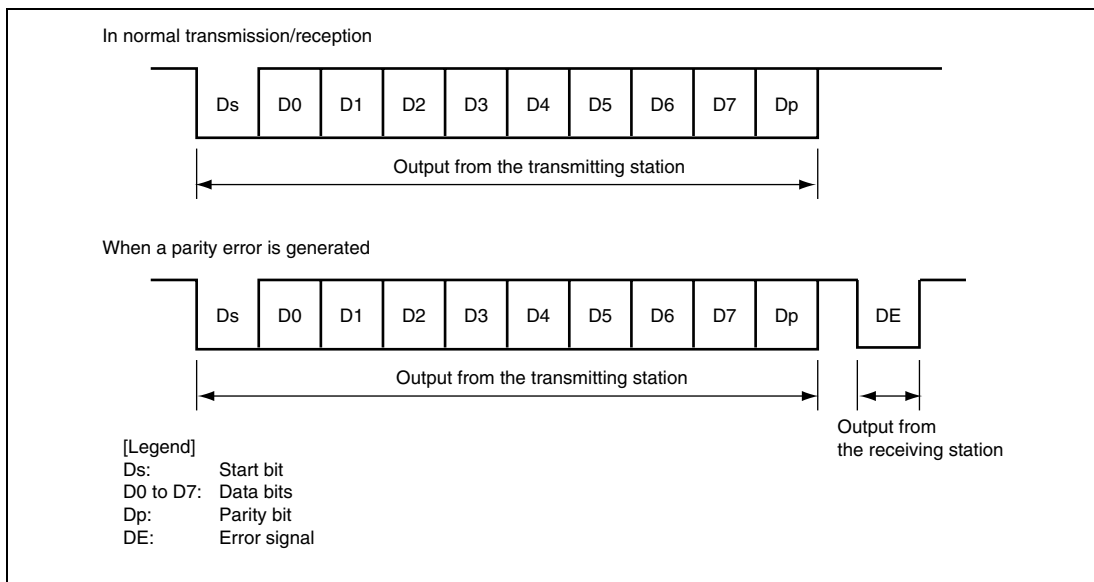 In normal transmission/reception
Ds D0 D1 D2 D3 D4 D5 D6 D7 Dp
Output from the transmitting station
When a parity error is generated
Ds D0 D1 D2 D3 D4 D5 D6 D7 Dp DE
Output from the transmitting station
Output from
the receiving station
[Legend]
Ds: Start bit
D0 to D7: Data bits
Dp: Parity bit
DE: Error signal